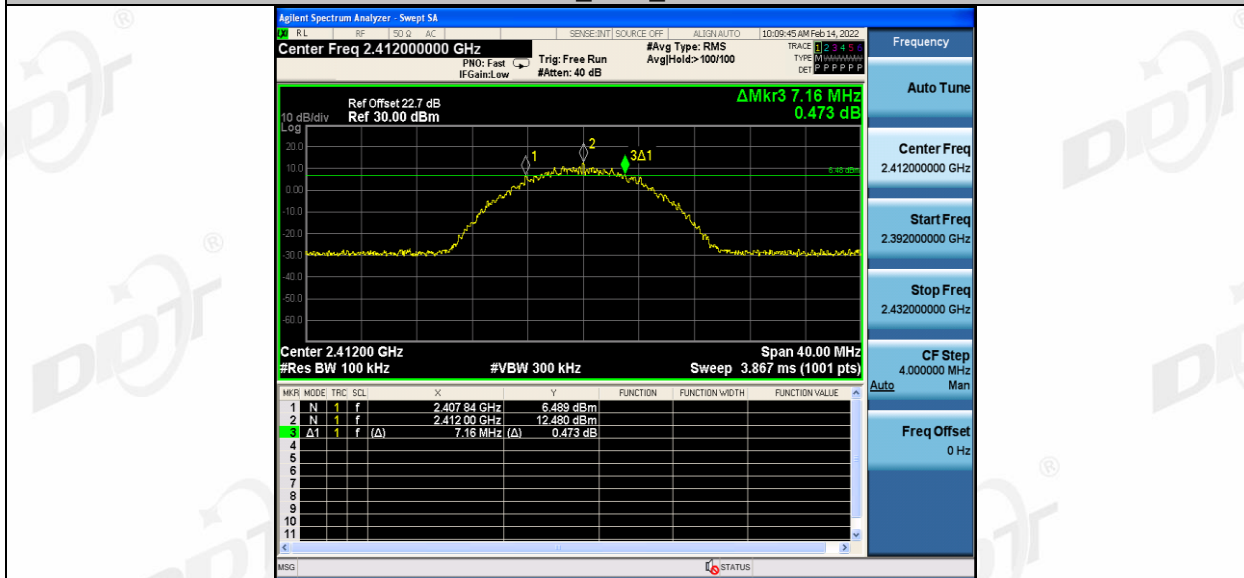 Agilent Spectrum Analyzer - Swept SA
RL RF 50 Ω AC SENSE:INT SOURCE OFF ALIGN AUTO 10:09:45 AM Feb 14, 2022
Center Freq 2.412000000 GHz
PNO: Fast
IFGain:Low
Trig: Free Run
#Atten: 40 dB
#Avg Type: RMS
Avg|Hold:>100/100
TRACE 1 2 3 4 5 6
TYPE M
DET P P P P P P
ΔMkr3 7.16 MHz
0.473 dB
Ref Offset 22.7 dB
10 dB/div Ref 30.00 dBm
Log
20.0
10.0
0.00
-10.0
-20.0
-30.0
-40.0
-50.0
-60.0
1
2
3Δ1
6.48 dBm
Center 2.41200 GHz Span 40.00 MHz
#Res BW 100 kHz #VBW 300 kHz Sweep 3.867 ms (1001 pts)
MKR MODE TRC SCL X Y FUNCTION FUNCTION WIDTH FUNCTION VALUE
1 N 1 f 2.407 84 GHz 6.489 dBm
2 N 1 f 2.412 00 GHz 12.480 dBm
3 Δ1 1 f (Δ) 7.16 MHz (Δ) 0.473 dB
4
5
6
7
8
9
10
11
MSG STATUS
Frequency
Auto Tune
Center Freq
2.412000000 GHz
Start Freq
2.392000000 GHz
Stop Freq
2.432000000 GHz
CF Step
4.000000 MHz
Auto Man
Freq Offset
0 Hz
DDT
®